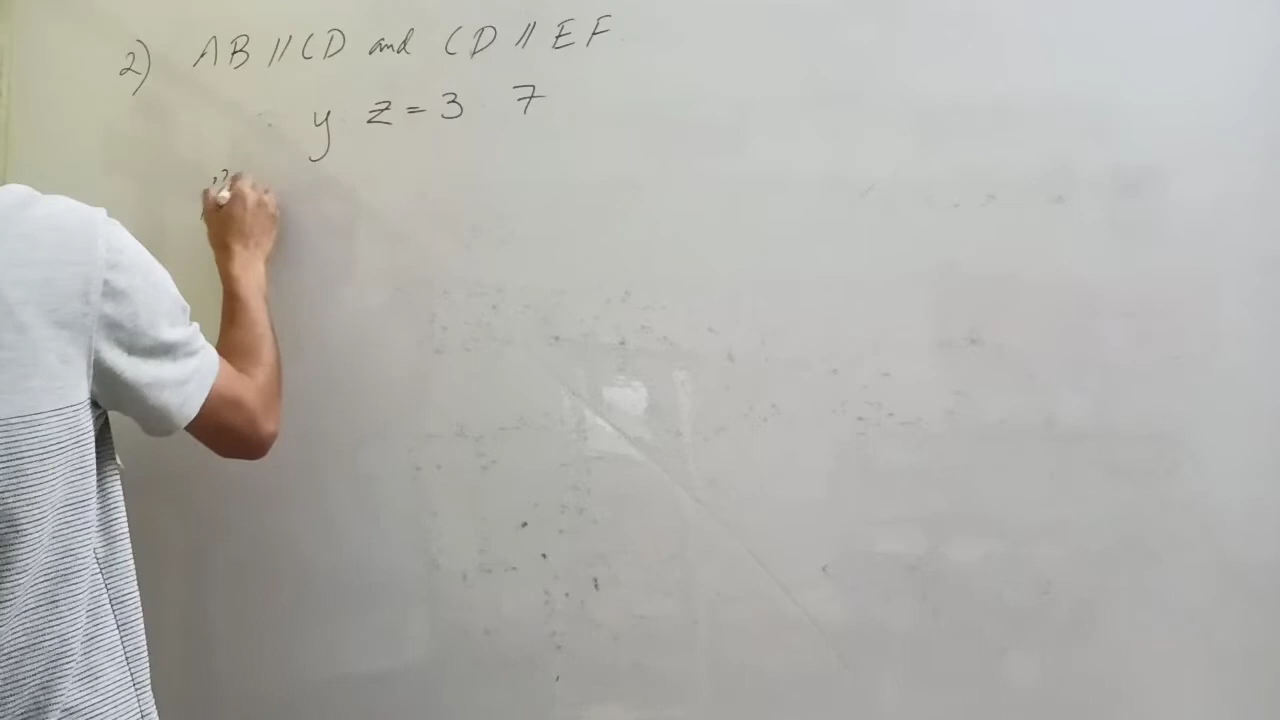 2) AB // CD and CD // EF
y z = 3 7